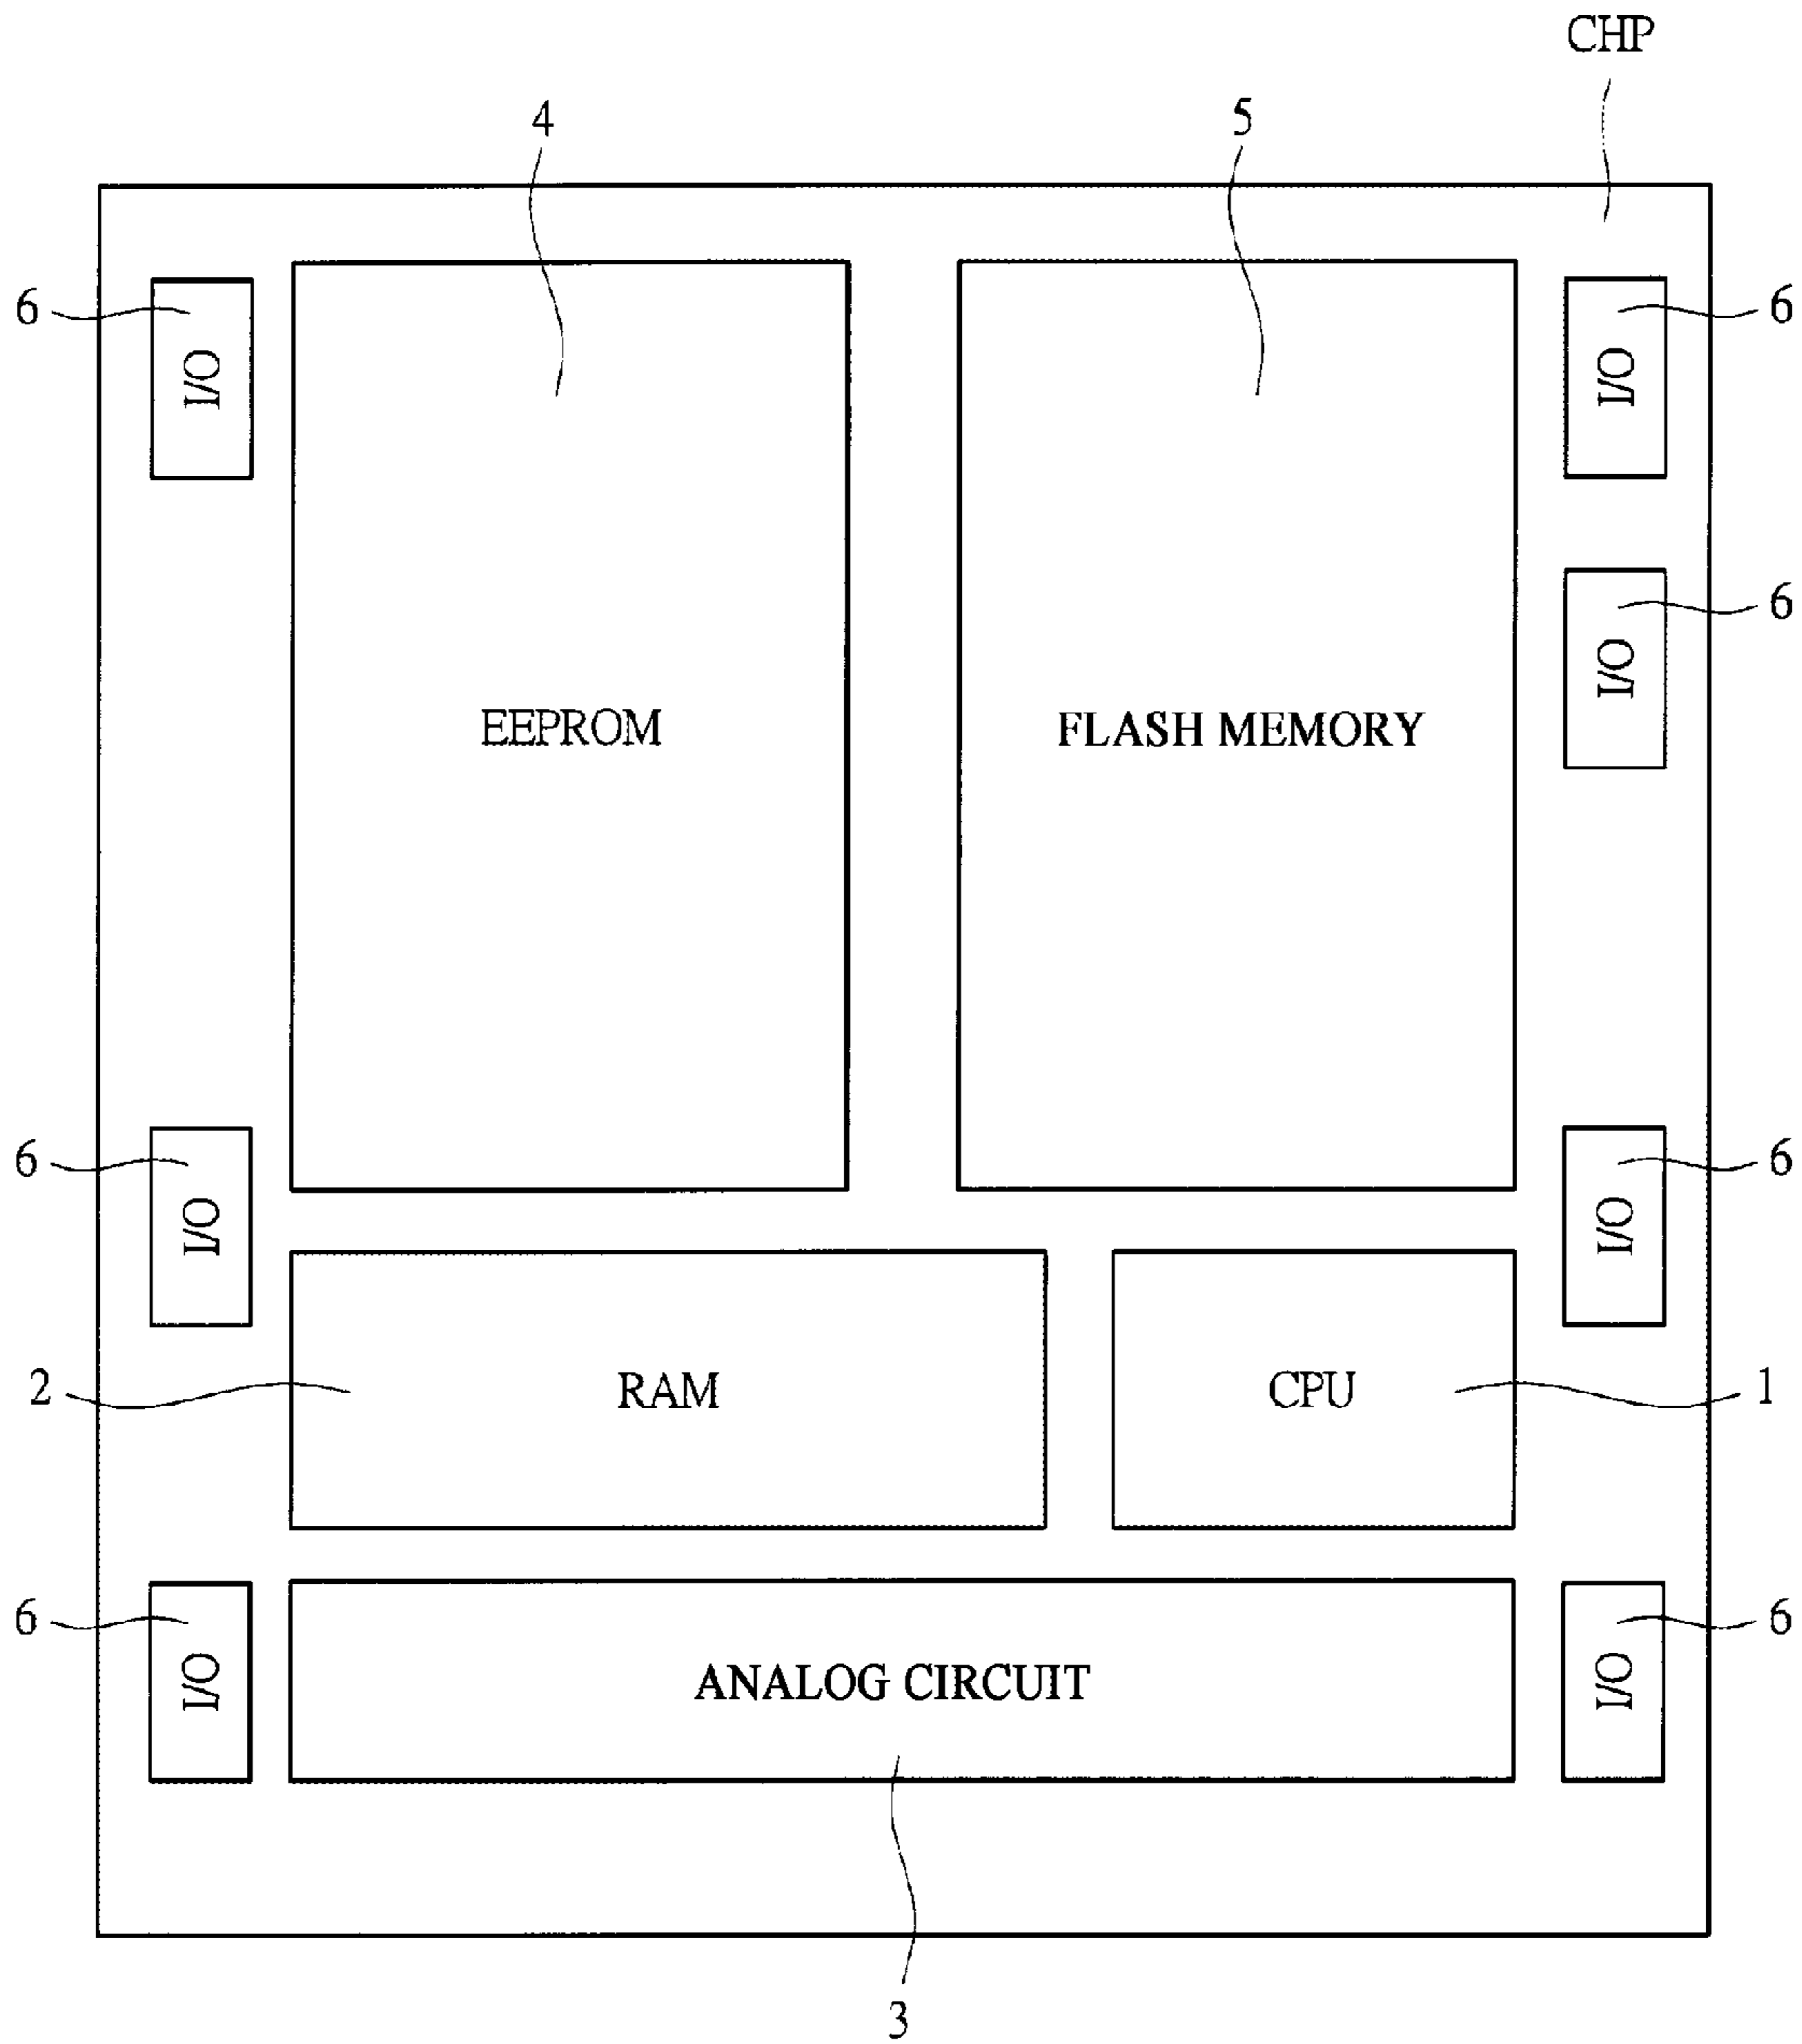 CHP
4
5
6
I/O
I/O
6
I/O
6
EEPROM
FLASH MEMORY
6
I/O
I/O
6
2
RAM
CPU
1
6
I/O
ANALOG CIRCUIT
I/O
6
3